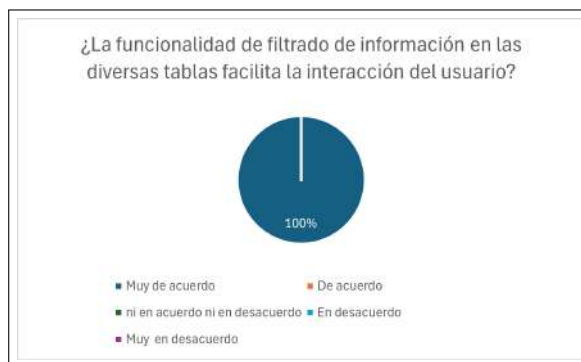 ¿La funcionalidad de filtrado de información en las
diversas tablas facilita la interacción del usuario?
100%
Muy de acuerdo
De acuerdo
ni en acuerdo ni en desacuerdo
En desacuerdo
Muy en desacuerdo